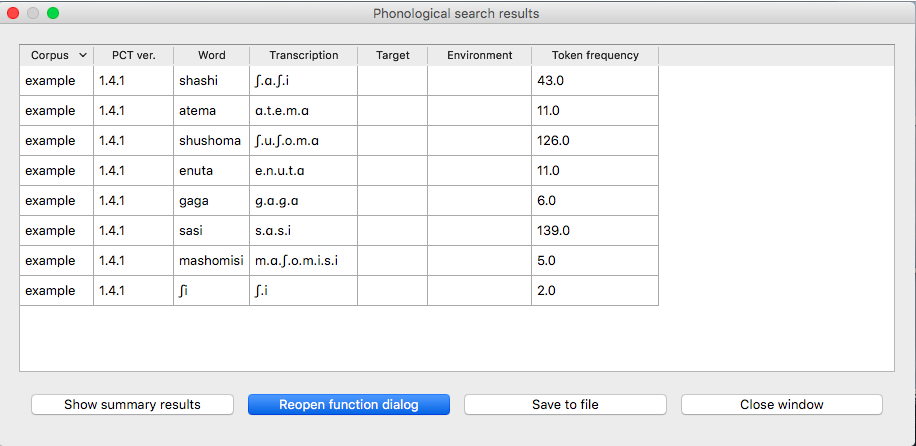 Phonological search results
Corpus PCT ver. Word Transcription Target Environment Token frequency
example 1.4.1 shashi ʃ.ɑ.ʃ.i 43.0
example 1.4.1 atema ɑ.t.e.m.ɑ 11.0
example 1.4.1 shushoma ʃ.u.ʃ.o.m.ɑ 126.0
example 1.4.1 enuta e.n.u.t.ɑ 11.0
example 1.4.1 gaga ɡ.ɑ.ɡ.ɑ 6.0
example 1.4.1 sasi s.ɑ.s.i 139.0
example 1.4.1 mashomisi m.ɑ.ʃ.o.m.i.s.i 5.0
example 1.4.1 ʃi ʃ.i 2.0
Show summary results Reopen function dialog Save to file Close window